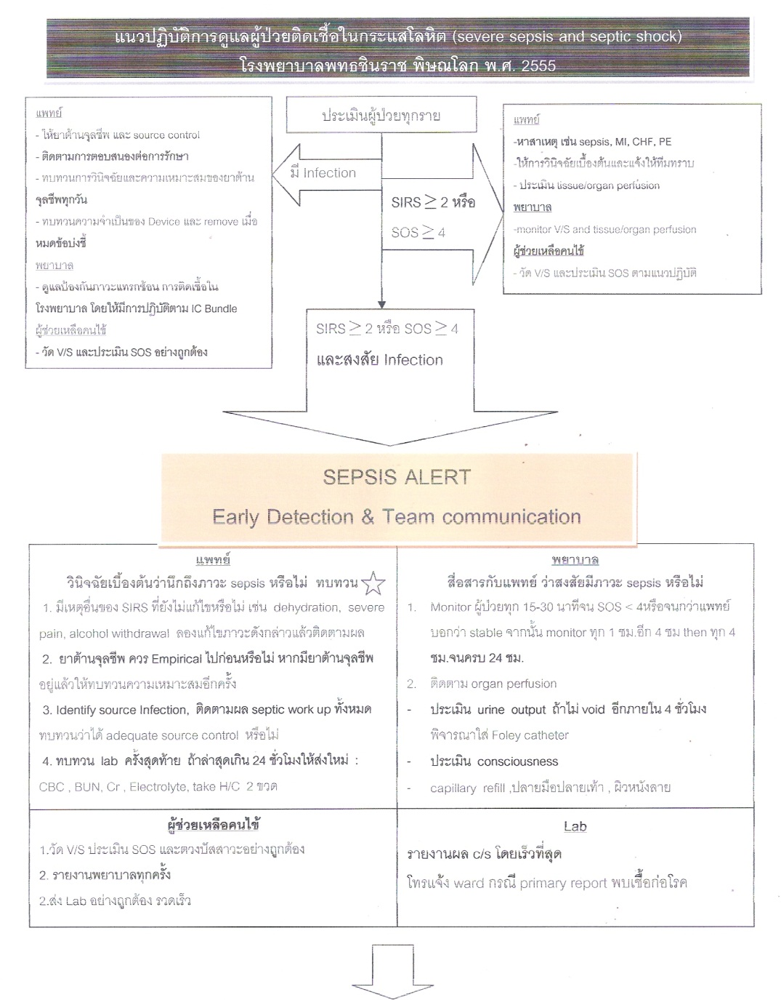 แนวปฏิบัติการดูแลผู้ป่วยติดเชื้อในกระแสโลหิต (severe sepsis and septic shock)
โรงพยาบาลพทธชินราช พิษณโลก พ.ศ. 2555
ประเมินผู้ป่วยทุกราย
แพทย์
- ให้ยาต้านจุลชีพ และ source control
- ติดตามการตอบสนองต่อการรักษา
- ทบทวนการวินิจฉัยและความเหมาะสมของยาต้าน
จุลชีพทุกวัน
- ทบทวนความจำเป็นของ Device และ remove เมื่อ
หมดข้อบ่งชี้
พยาบาล
- ดูแลป้องกันภาวะแทรกซ้อน การติดเชื้อใน
โรงพยาบาล โดยให้มีการปฏิบัติตาม IC Bundle
ผู้ช่วยเหลือคนไข้
- วัด V/S และประเมิน SOS อย่างถูกต้อง
มี Infection
SIRS ≥ 2 หรือ
SOS ≥ 4
แพทย์
-หาสาเหตุ เช่น sepsis, MI, CHF, PE
-ให้การวินิจฉัยเบื้องต้นและแจ้งให้ทีมทราบ
- ประเมิน tissue/organ perfusion
พยาบาล
-monitor V/S and tissue/organ perfusion
ผู้ช่วยเหลือคนไข้
- วัด V/S และประเมิน SOS ตามแนวปฏิบัติ
SIRS ≥ 2 หรือ SOS ≥ 4
และสงสัย Infection
SEPSIS ALERT
Early Detection & Team communication
แพทย์
วินิจฉัยเบื้องต้นว่านึกถึงภาวะ sepsis หรือไม่ ทบทวน
1. มีเหตุอื่นของ SIRS ที่ยังไม่แก้ไขหรือไม่ เช่น dehydration, severe
pain, alcohol withdrawal ลองแก้ไขภาวะดังกล่าวแล้วติดตามผล
2. ยาต้านจุลชีพ ควร Empirical ไปก่อนหรือไม่ หากมียาต้านจุลชีพ
อยู่แล้วให้ทบทวนความเหมาะสมอีกครั้ง
3. Identify source Infection, ติดตามผล septic work up ทั้งหมด
ทบทวนว่าได้ adequate source control หรือไม่
4. ทบทวน lab ครั้งสุดท้าย ถ้าล่าสุดเกิน 24 ชั่วโมงให้ส่งใหม่ :
CBC , BUN, Cr , Electrolyte, take H/C 2 ขวด
พยาบาล
สื่อสารกับแพทย์ ว่าสงสัยมีภาวะ sepsis หรือไม่
1. Monitor ผู้ป่วยทุก 15-30 นาทีจน SOS < 4หรือจนกว่าแพทย์
บอกว่า stable จากนั้น monitor ทุก 1 ชม.อีก 4 ชม then ทุก 4
ชม.จนครบ 24 ชม.
2. ติดตาม organ perfusion
- ประเมิน urine output ถ้าไม่ void อีกภายใน 4 ชั่วโมง
พิจารณาใส่ Foley catheter
- ประเมิน consciousness
- capillary refill ,ปลายมือปลายเท้า , ผิวหนังลาย
ผู้ช่วยเหลือคนไข้
1.วัด V/S ประเมิน SOS และตวงปัสสาวะอย่างถูกต้อง
2. รายงานพยาบาลทุกครั้ง
2.ส่ง Lab อย่างถูกต้อง รวดเร็ว
Lab
รายงานผล c/s โดยเร็วที่สุด
โทรแจ้ง ward กรณี primary report พบเชื้อก่อโรค